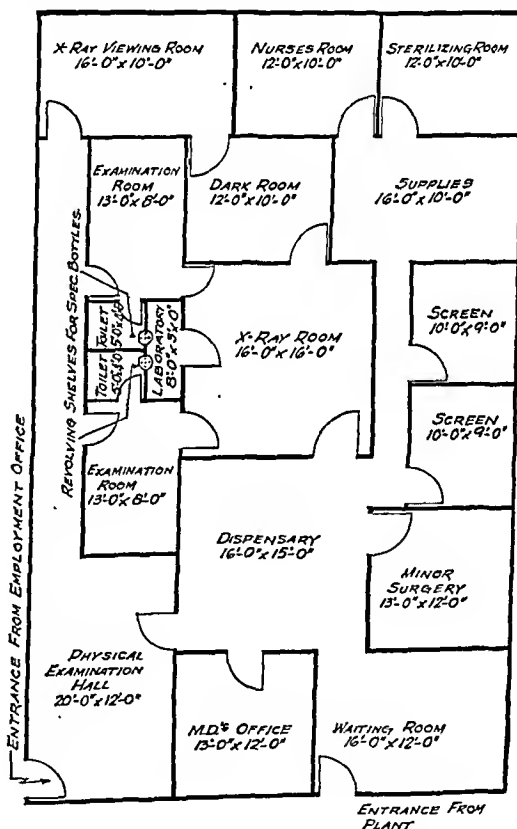 X-RAY VIEWING ROOM
16'-0" x 10'-0"
NURSES ROOM
12'-0" x 10'-0"
STERILIZING ROOM
12'-0" x 10'-0"
EXAMINATION
ROOM
13'-0" x 8'-0"
DARK ROOM
12'-0" x 10'-0"
SUPPLIES
16'-0" x 10'-0"
REVOLVING SHELVES FOR SPEC. BOTTLES.
TOILET
TOILET
LABORATORY
X-RAY ROOM
16'-0" x 16'-0"
SCREEN
10'-0" x 9'-0"
SCREEN
10'-0" x 9'-0"
EXAMINATION
ROOM
13'-0" x 8'-0"
DISPENSARY
16'-0" x 15'-0"
MINOR
SURGERY
13'-0" x 12'-0"
ENTRANCE FROM EMPLOYMENT OFFICE
PHYSICAL
EXAMINATION
HALL
20'-0" x 12'-0"
M.D.'S OFFICE
13'-0" x 12'-0"
WAITING ROOM
16'-0" x 12'-0"
ENTRANCE FROM
PLANT